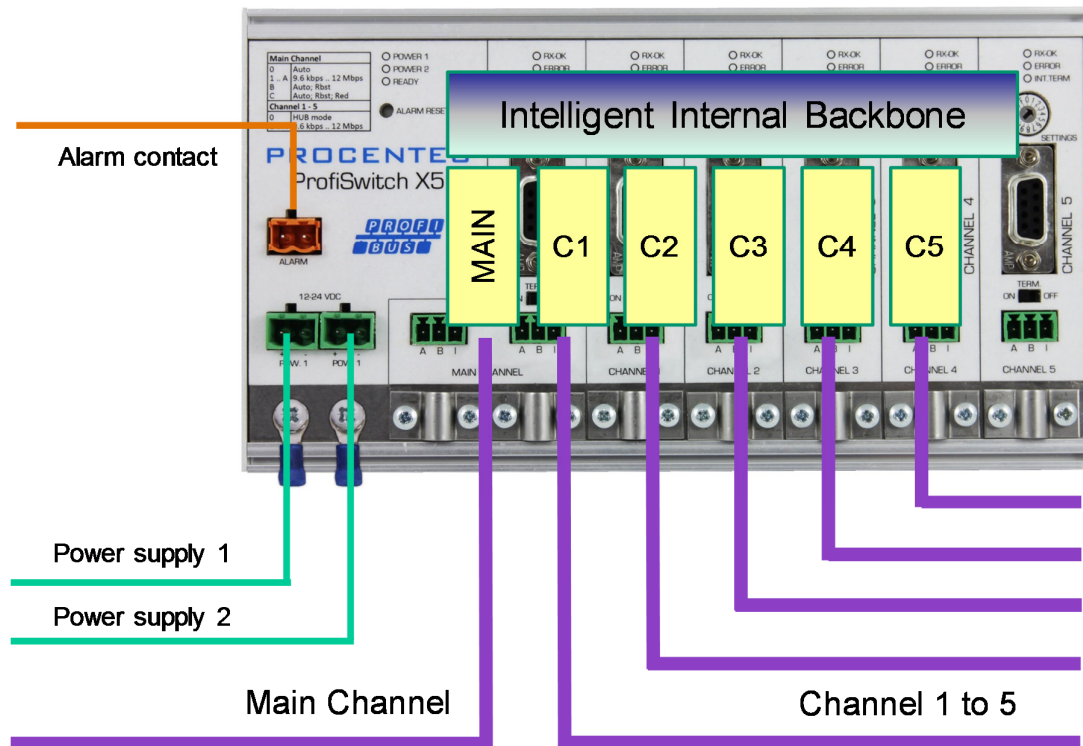 Main Channel
0 Auto
1 .. A 9.6 kbps .. 12 Mbps
B Auto; Rbst
C Auto; Rbst; Red
Channel 1 - 5
0 HUB mode
.6 kbps .. 12 Mbps
POWER 1
POWER 2
READY
ALARM RESET
RX-OK
ERROR
RX-OK
ERROR
RX-OK
ERROR
RX-OK
ERROR
RX-OK
ERROR
INT.TERM
SETTINGS
Intelligent Internal Backbone
Alarm contact
PROCENTEC
ProfiSwitch X5
PROFI
BUS
ALARM
MAIN
C1
C2
C3
C4
C5
CHANNEL 4
CHANNEL 5
AMP
TERM.
ON OFF
12-24 VDC
+ - + -
POW. 1 POW. 1
A B I
A B I
A B I
A B I
A B I
B I
A B I
MAIN CHANNEL
CHANNEL 2
CHANNEL 3
CHANNEL 4
CHANNEL 5
Power supply 1
Power supply 2
Main Channel
Channel 1 to 5